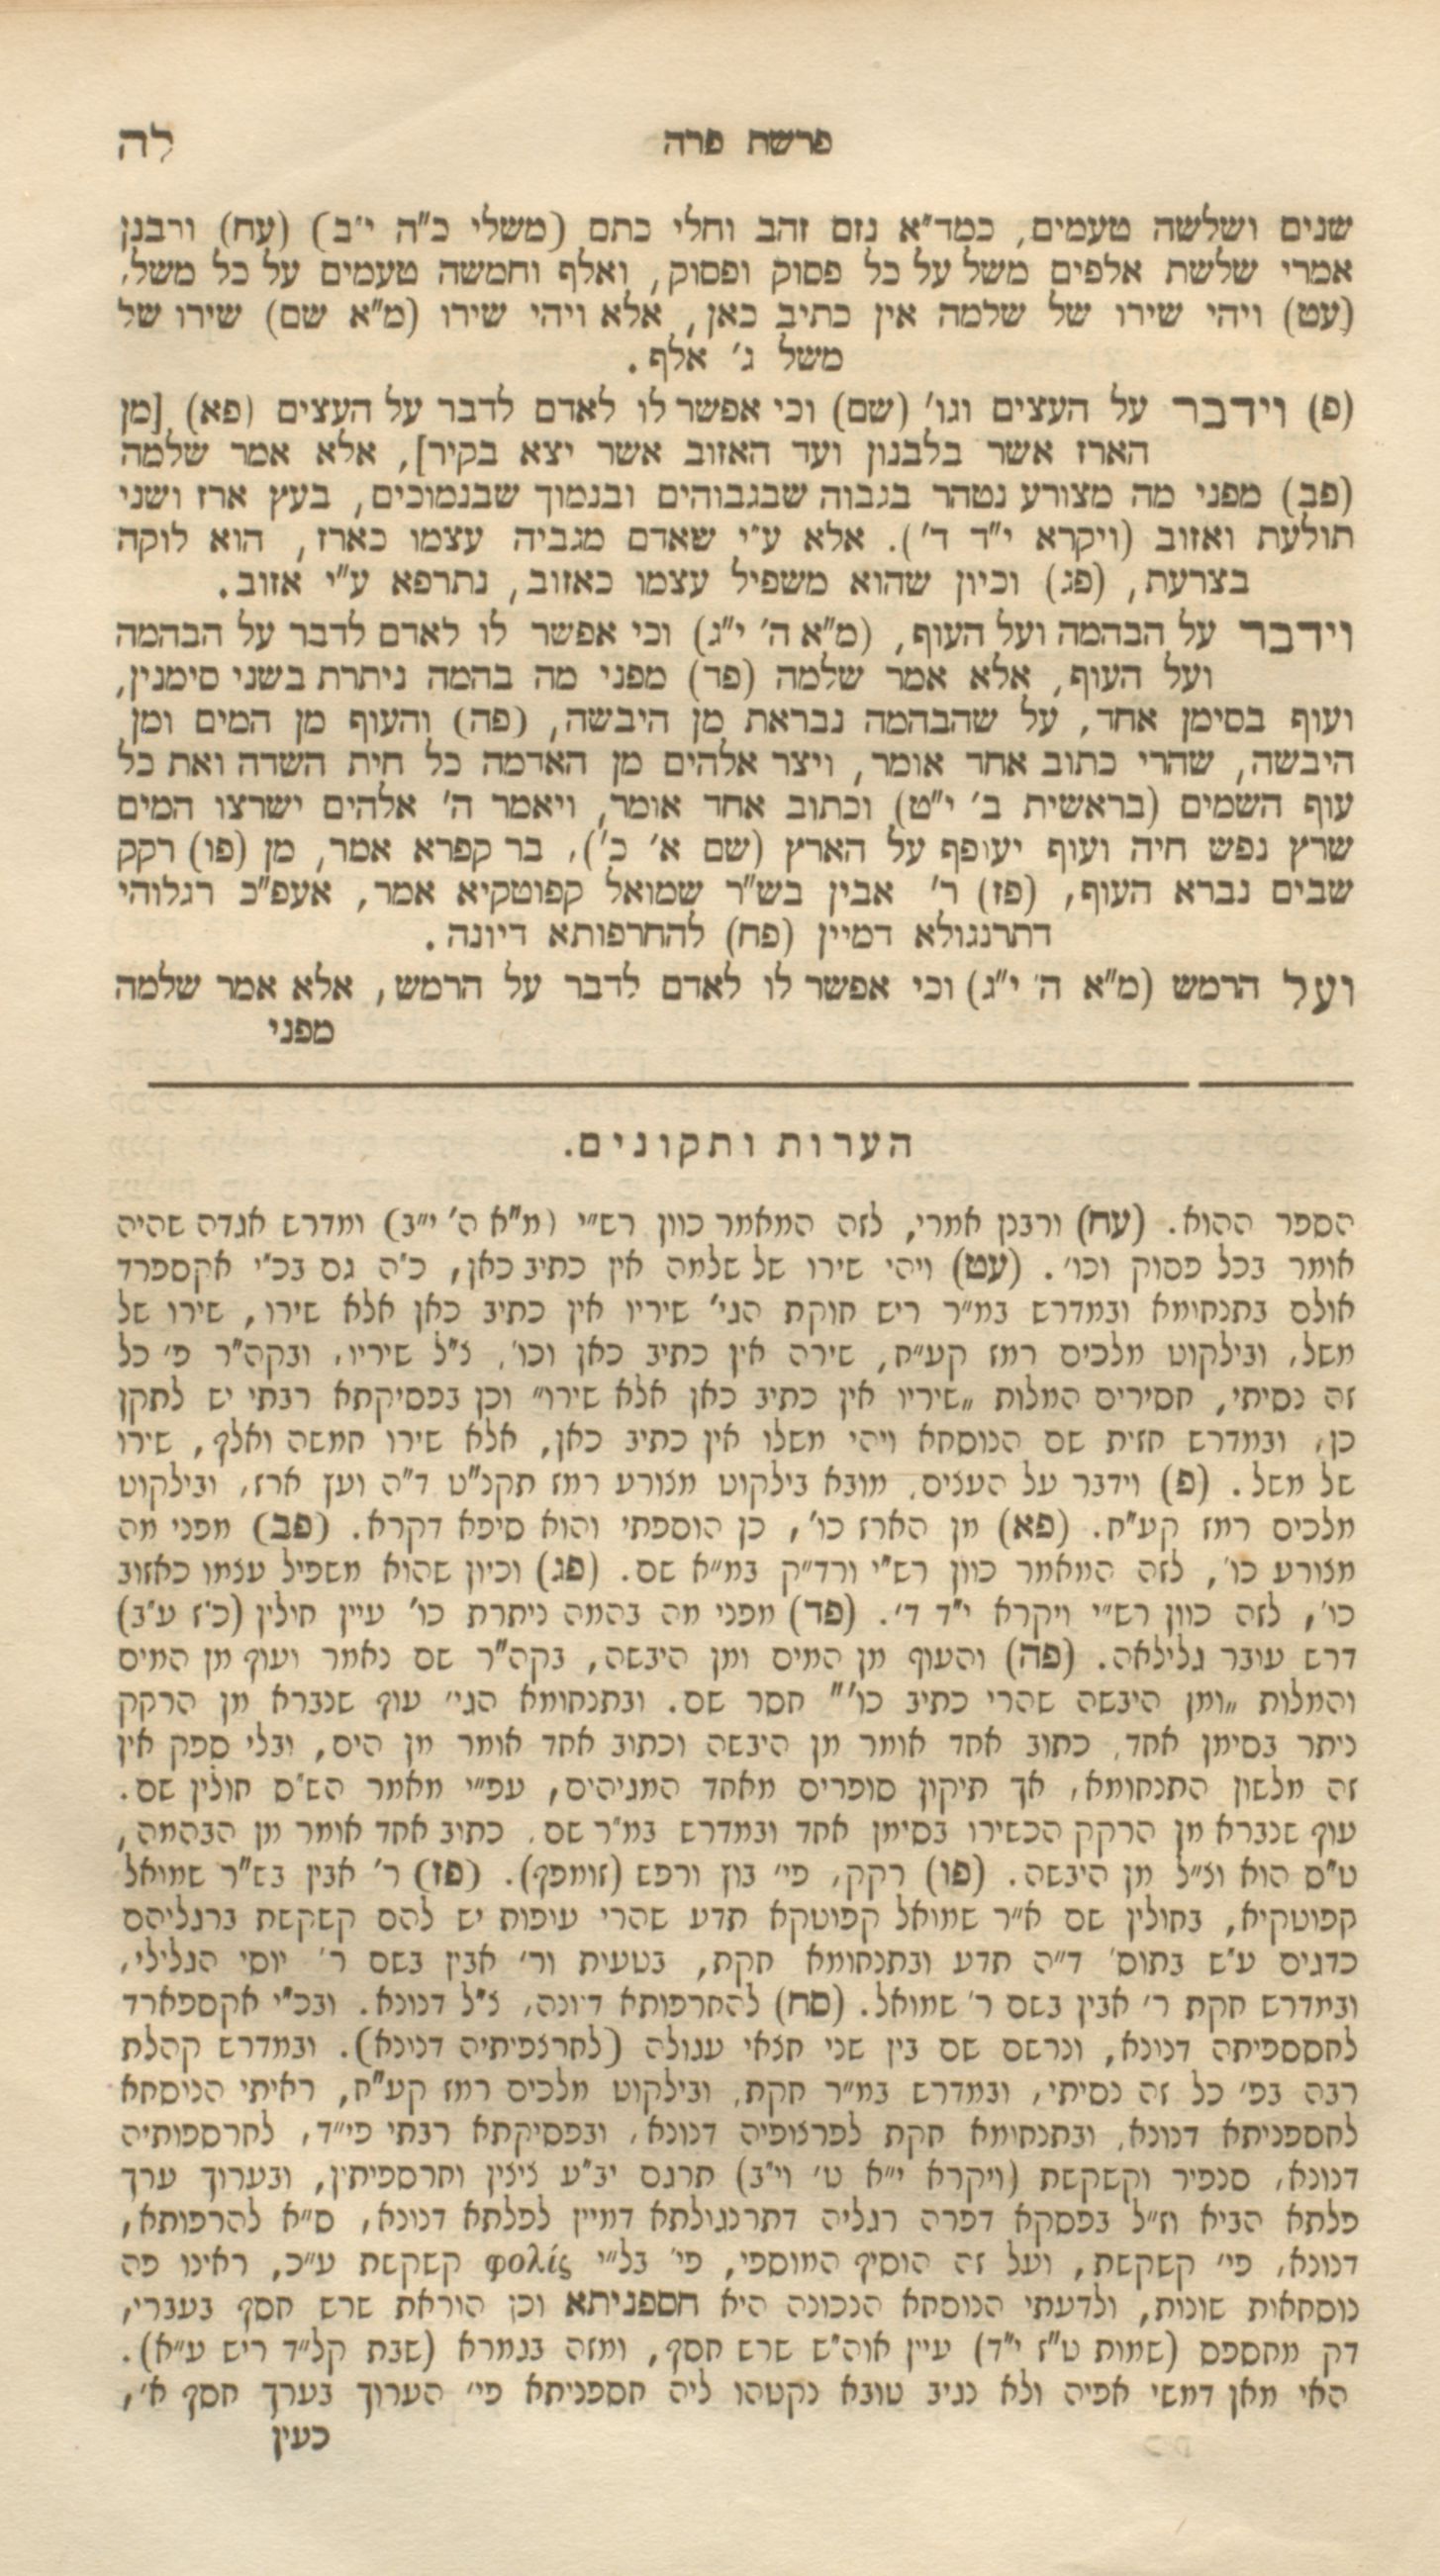 פרשת פרה
לה
שנים ושלשה טעמים, כמד"א נזם זהב וחלי כתם (משלי כ"ה י"ב) (עח) ורבנן
אמרי שלשת אלפים משל על כל פסוק ופסוק, ואלף וחמשה טעמים על כל משל,
(עט) ויהי שירו של שלמה אין כתיב כאן, אלא ויהי שירו (מ"א שם) שירו של
משל ג' אלף.
(פ) וידבר על העצים וגו' (שם) וכי אפשר לו לאדם לדבר על העצים (פא) [מן
הארז אשר בלבנון ועד האזוב אשר יצא בקיר], אלא אמר שלמה
(פב) מפני מה מצורע נטהר בגבוה שבגבוהים ובנמוך שבנמוכים, בעץ ארז ושני
תולעת ואזוב (ויקרא י"ד ד'). אלא ע"י שאדם מגביה עצמו כארז, הוא לוקה
בצרעת, (פג) וכיון שהוא משפיל עצמו כאזוב, נתרפא ע"י אזוב.
וידבר על הבהמה ועל העוף, (מ"א ה' י"ג) וכי אפשר לו לאדם לדבר על הבהמה
ועל העוף, אלא אמר שלמה (פד) מפני מה בהמה ניתרת בשני סימנין,
ועוף בסימן אחד, על שהבהמה נבראת מן היבשה, (פה) והעוף מן המים ומן
היבשה, שהרי כתוב אחד אומר, ויצר אלהים מן האדמה כל חית השדה ואת כל
עוף השמים (בראשית ב' י"ט) וכתוב אחד אומר, ויאמר ה' אלהים ישרצו המים
שרץ נפש חיה ועוף יעופף על הארץ (שם א' כ'), בר קפרא אמר, מן (פו) רקק
שבים נברא העוף, (פז) ר' אבין בש"ר שמואל קפוטקיא אמר, אעפ"כ רגלוהי
דתרנגולא דמיין (פח) להחרפותא דיונה.
ועל הרמש (מ"א ה' י"ג) וכי אפשר לו לאדם לדבר על הרמש, אלא אמר שלמה
מפני
הערות ותקונים.
הספר ההוא. (עח) ורבנן אמרי, לזה המאמר כוון רש"י (מ"א ה' י"ב) ומדרש אגדה שהיה
אומר בכל פסוק וכו'. (עט) ויהי שירו של שלמה אין כתיב כאן, כ"ה גם בכ"י אקספרד
אולם בתנחומא ובמדרש במ"ר ריש חוקת הגי' שיריו אין כתיב כאן אלא שירו, שירו של
משל, ובילקוט מלכים רמז קע"ח, שירה אין כתיב כאן וכו', צ"ל שיריו, ובקה"ר פ' כל
זה נסיתי, חסירים המלות „שיריו אין כתיב כאן אלא שירו" וכן בפסיקתא רבתי יש לתקן
כן, ובמדרש חזית שם הנוסחא ויהי משלו אין כתיב כאן, אלא שירו חמשה ואלף, שירו
של משל. (פ) וידבר על העצים, מובא בילקוט מצורע רמז תקנ"ט ד"ה ועץ ארז, ובילקוט
מלכים רמז קע"ח. (פא) מן הארז כו', כן הוספתי והוא סיפא דקרא. (פב) מפני מה
מצורע כו', לזה המאמר כוון רש"י ורד"ק במ"א שם. (פג) וכיון שהוא משפיל עצמו כאזוב
כו', לזה כוון רש"י ויקרא י"ד ד'. (פד) מפני מה בהמה ניתרת כו' עיין חולין (כ"ז ע"ב)
דרש עובר גלילאה. (פה) והעוף מן המים ומן היבשה, בקה"ר שם נאמר ועוף מן המים
והמלות „ומן היבשה שהרי כתיב כו'" חסר שם. ובתנחומא הגי' עוף שנברא מן הרקק
ניתר בסימן אחד, כתוב אחד אומר מן היבשה וכתוב אחד אומר מן הים, ובלי ספק אין
זה מלשון התנחומא, אך תיקון סופרים מאחד המגיהים, עפ"י מאמר הש"ס חולין שם.
עוף שנברא מן הרקק הכשירו בסימן אחד ובמדרש במ"ר שם, כתוב אחד אומר מן הבהמה,
ט"ס הוא וצ"ל מן היבשה. (פו) רקק, פי' בוץ ורפש (זומפף). (פז) ר' אבין בש"ר שמואל
קפוטקיא, בחולין שם א"ר שמואל קפוטקא תדע שהרי עופות יש להם קשקשת ברגליהם
כדגים ע"ש בתוס' ד"ה תדע ובתנחומא חקת, בטעית ור' אבין בשם ר' יוסי הגלילי,
ובמדרש חקת ר' אבין בשם ר' שמואל. (סח) להחרפותא דיונה, צ"ל דנונא. ובכ"י אקספארד
לחספיתה דנונא, ונרשם שם בין שני חצאי עגולה (לחרצפיתיה דנונא). ובמדרש קהלת
רבה בפ' כל זה נסיתי, ובמדרש במ"ר חקת, ובילקוט מלכים רמז קע"ח, ראיתי הנוסחא
לחספניתא דנונא, ובתנחומא חקת לפרצופיה דנונא, ובפסיקתא רבתי פי"ד, לחרספותיה
דנונא, סנפיר וקשקשת (ויקרא י"א ט' וי"ב) תרגם יב"ע ציצין וחרספיתין, ובערוך ערך
פלתא הביא וז"ל בפסקא דפרה רגליה דתרנגולתא דמיין לפלתא דנונא, ס"א להרפותא,
דנונא, פי' קשקשת, ועל זה הוסיף המוספי, פי' בל"י φολίς קשקשת ע"כ, ראינו פה
נוסחאות שונות, ולדעתי הנוסחא הנכונה היא חספניתא וכן הוראת שרש חסף בעברי,
דק מחספס (שמות ט"ז י"ד) עיין אוה"ש שרש חסף, ומזה בגמרא (שבת קל"ד ריש ע"א).
האי מאן דמשי אפיה ולא נגיב טובא נקטהו ליה חספניתא פי' הערוך בערך חסף א',
כעין